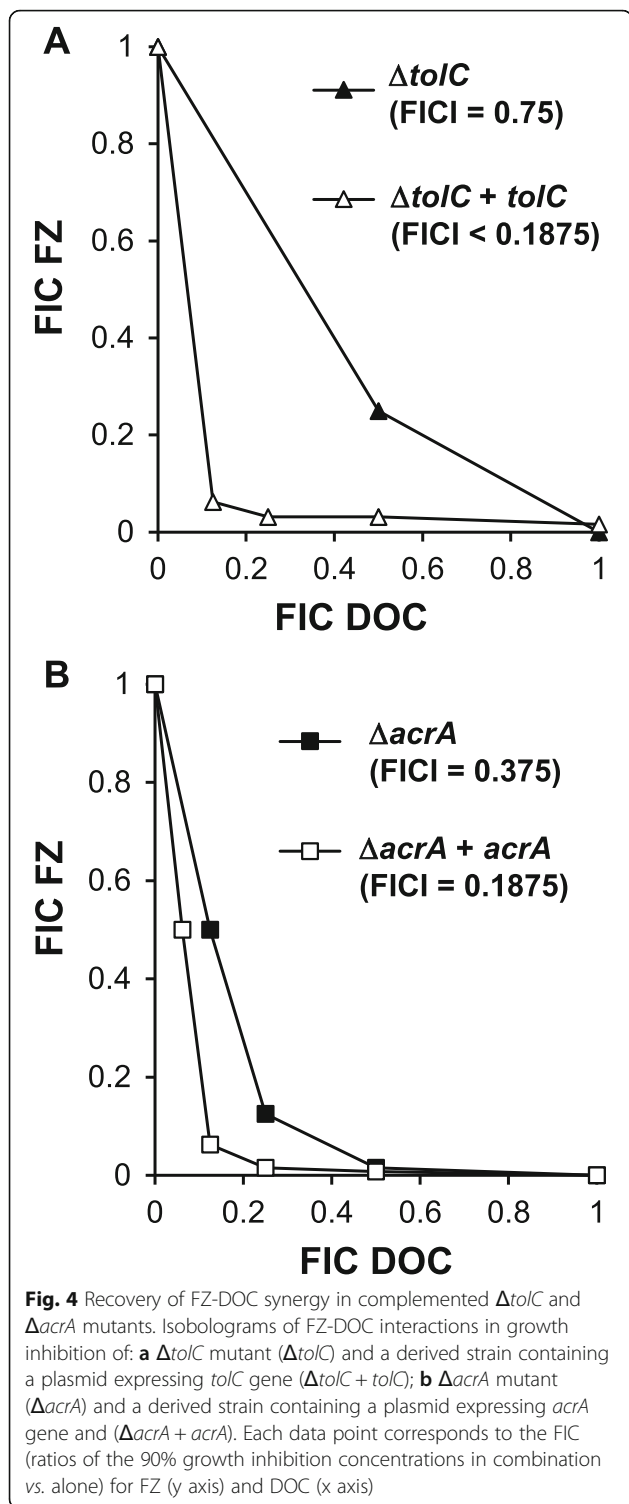 A
1
0.8
0.6
0.4
0.2
0
FIC FZ
0 0.2 0.4 0.6 0.8 1
FIC DOC
ΔtolC
(FICI = 0.75)
ΔtolC + tolC
(FICI < 0.1875)
B
1
0.8
0.6
0.4
0.2
0
FIC FZ
0 0.2 0.4 0.6 0.8 1
FIC DOC
ΔacrA
(FICI = 0.375)
ΔacrA + acrA
(FICI = 0.1875)
Fig. 4 Recovery of FZ-DOC synergy in complemented ΔtolC and
ΔacrA mutants. Isobolograms of FZ-DOC interactions in growth
inhibition of: a ΔtolC mutant (ΔtolC) and a derived strain containing
a plasmid expressing tolC gene (ΔtolC + tolC); b ΔacrA mutant
(ΔacrA) and a derived strain containing a plasmid expressing acrA
gene and (ΔacrA + acrA). Each data point corresponds to the FIC
(ratios of the 90% growth inhibition concentrations in combination
vs. alone) for FZ (y axis) and DOC (x axis)